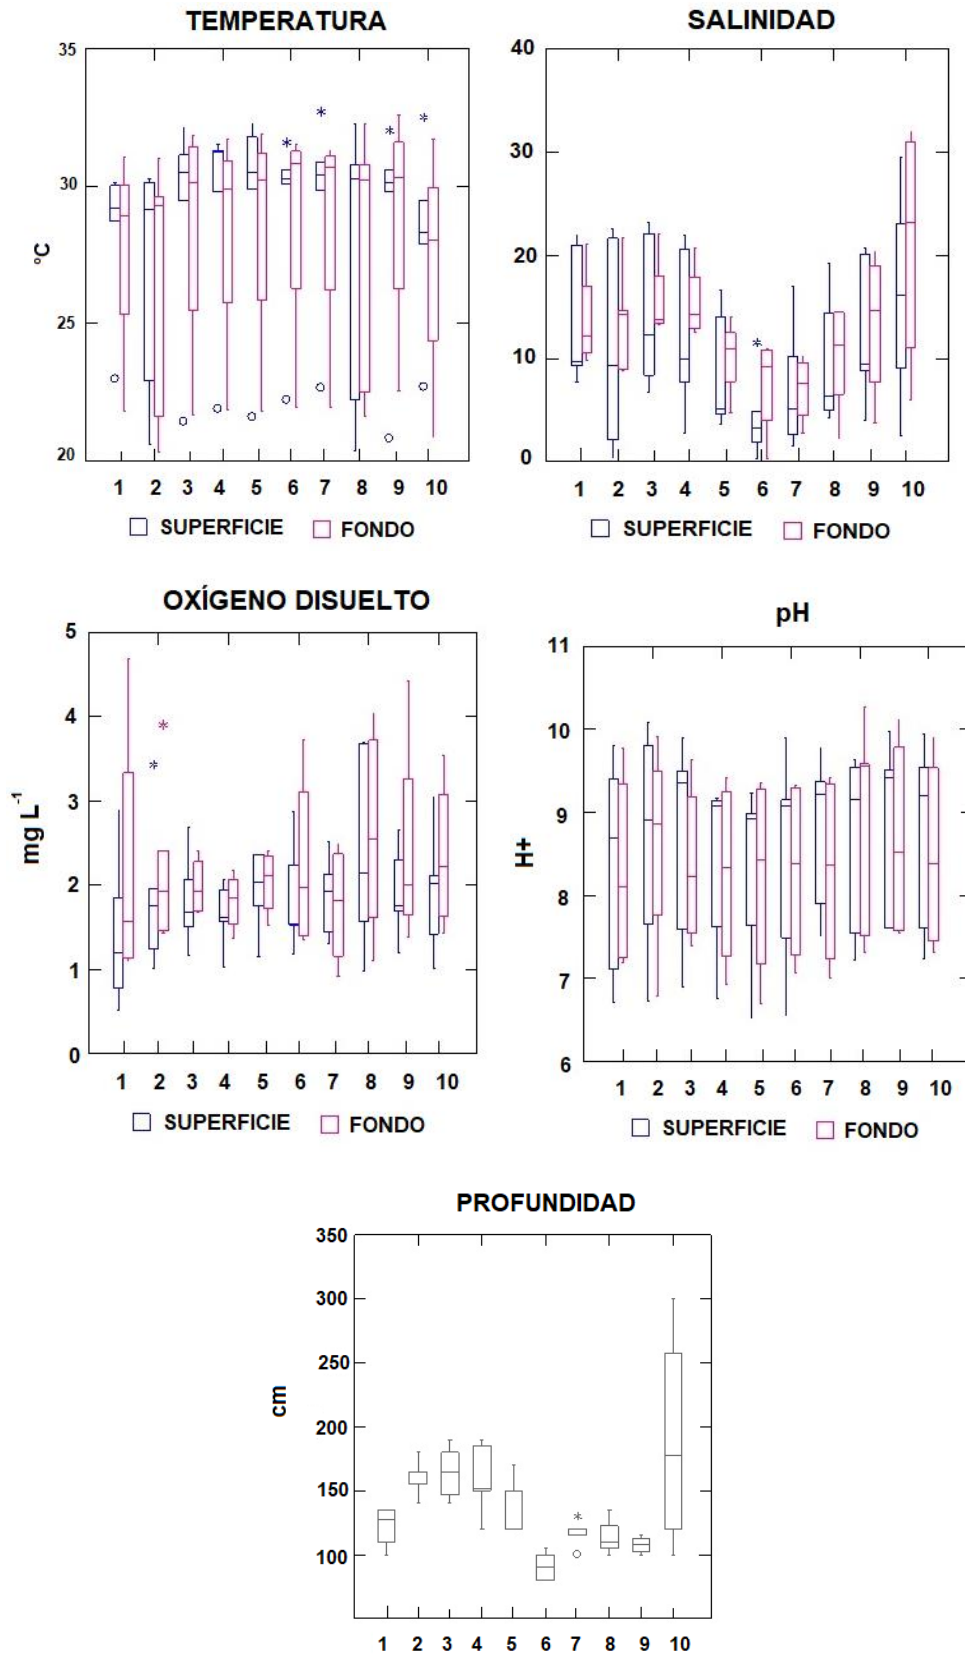 TEMPERATURA
35
30
25
20
°C
1 2 3 4 5 6 7 8 9 10
SUPERFICIE FONDO
SALINIDAD
40
30
20
10
0
1 2 3 4 5 6 7 8 9 10
SUPERFICIE FONDO
OXÍGENO DISUELTO
5
4
3
2
1
0
mg L-1
1 2 3 4 5 6 7 8 9 10
SUPERFICIE FONDO
pH
11
10
9
8
7
6
H+
1 2 3 4 5 6 7 8 9 10
SUPERFICIE FONDO
PROFUNDIDAD
350
300
250
200
150
100
cm
1 2 3 4 5 6 7 8 9 10